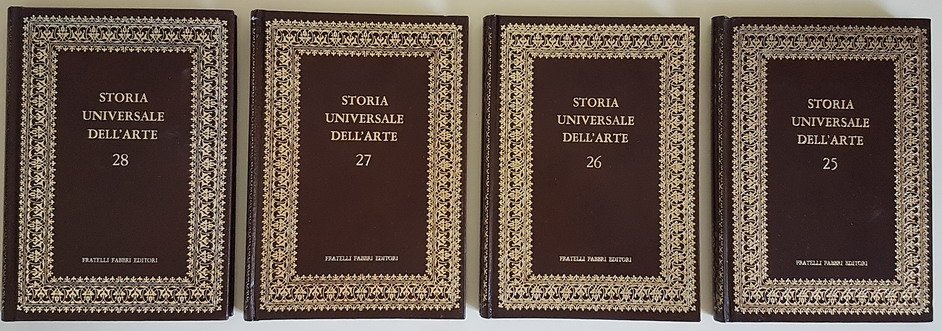 STORIA
UNIVERSALE
DELL'ARTE
28
FRATELLI FABBRI EDITORI
STORIA
UNIVERSALE
DELL'ARTE
27
FRATELLI FABBRI EDITORI
STORIA
UNIVERSALE
DELL'ARTE
26
FRATELLI FABBRI EDITORI
STORIA
UNIVERSALE
DELL'ARTE
25
FRATELLI FABBRI EDITORI